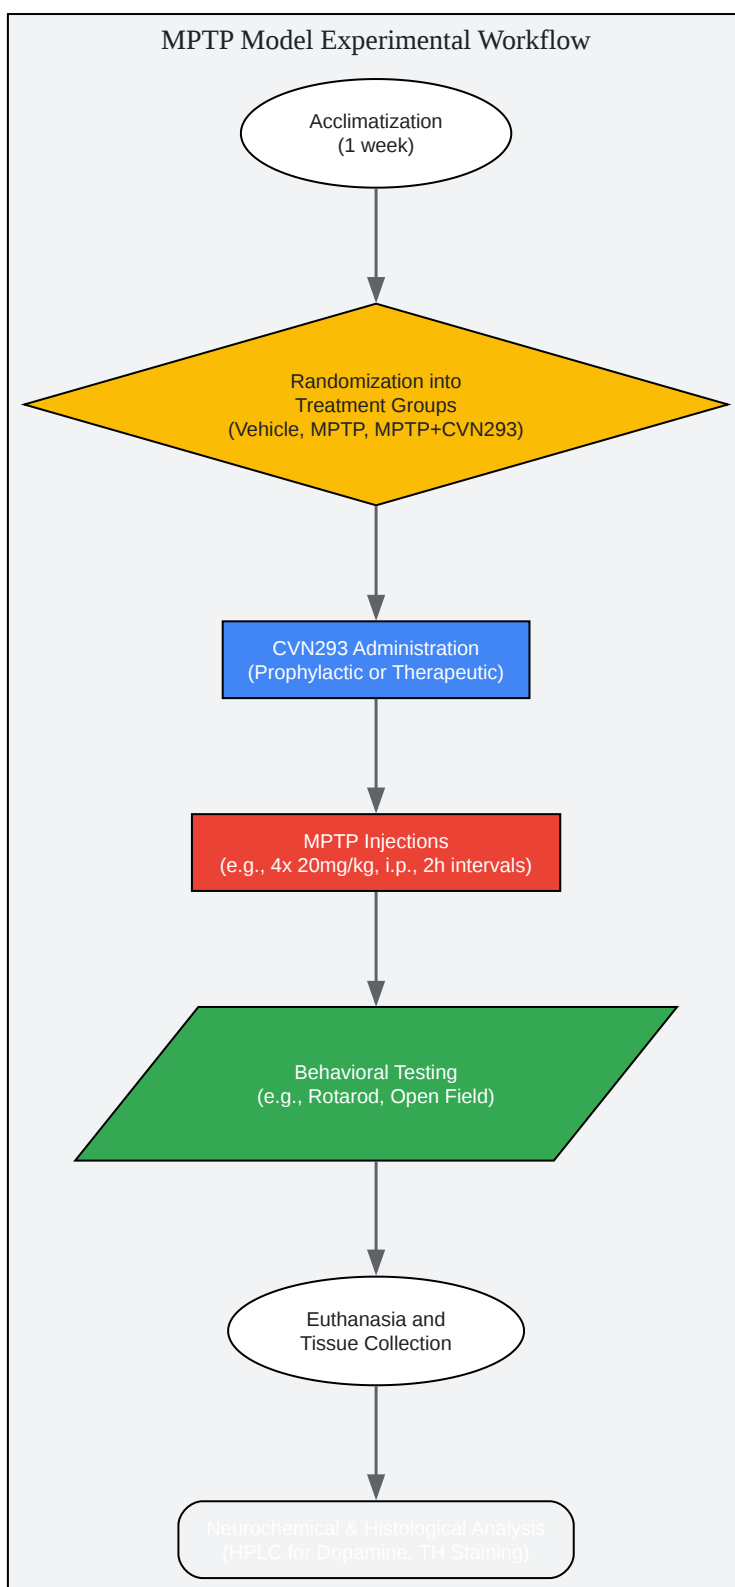 MPTP Model Experimental Workflow
Acclimatization
(1 week)
Randomization into
Treatment Groups
(Vehicle, MPTP, MPTP+CVN293)
CVN293 Administration
(Prophylactic or Therapeutic)
MPTP Injections
(e.g., 4x 20mg/kg, i.p., 2h intervals)
Behavioral Testing
(e.g., Rotarod, Open Field)
Euthanasia and
Tissue Collection
Neurochemical & Histological Analysis
(HPLC for Dopamine, TH Staining)